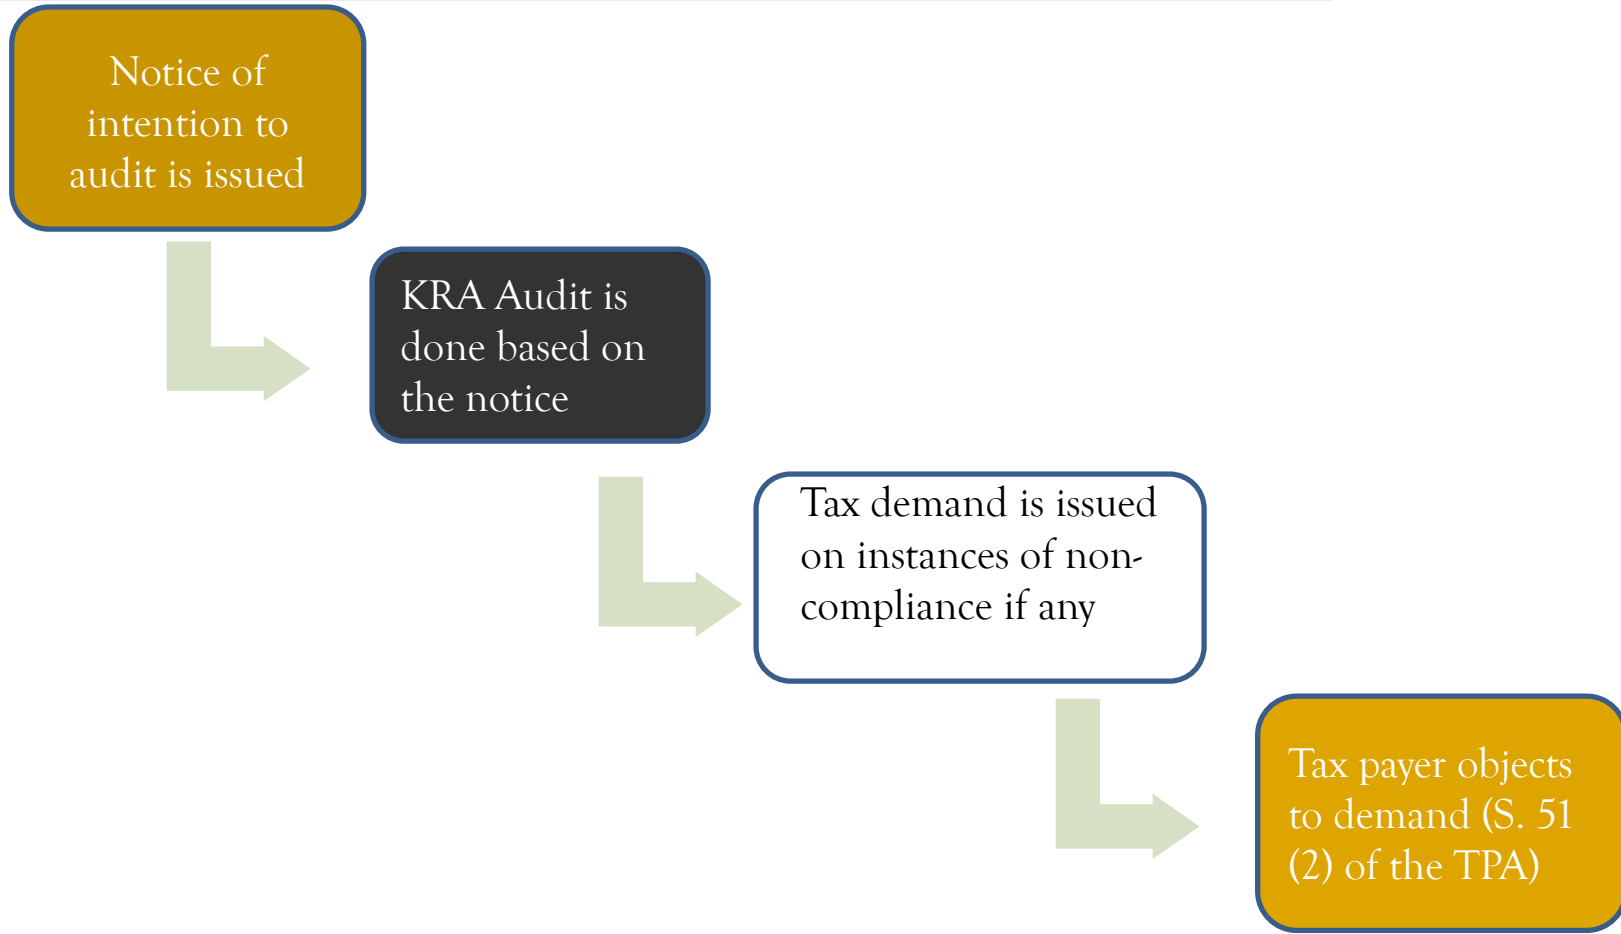 Notice of
intention to
audit is issued
KRA Audit is
done based on
the notice
Tax demand is issued
on instances of non-
compliance if any
Tax payer objects
to demand (S. 51
(2) of the TPA)